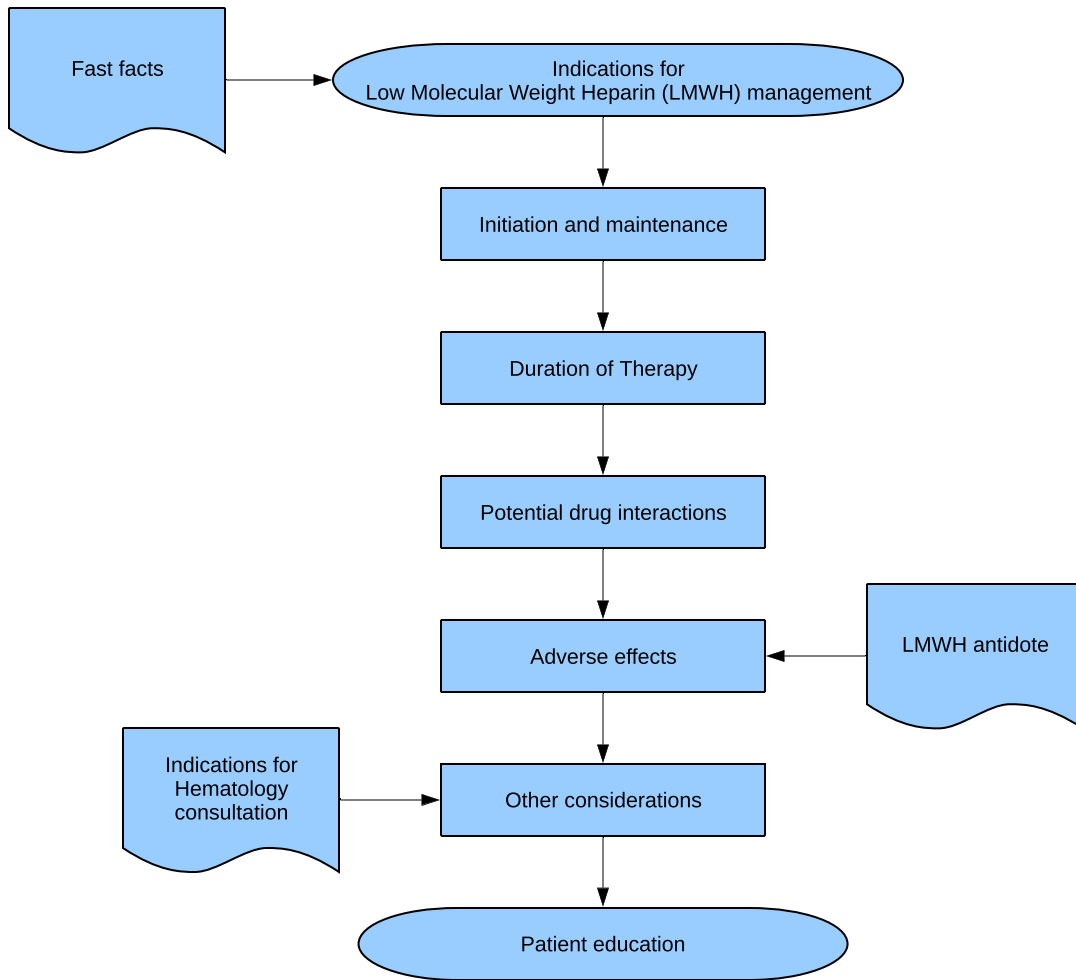 Fast facts
Indications for
Low Molecular Weight Heparin (LMWH) management
Initiation and maintenance
Duration of Therapy
Potential drug interactions
Adverse effects
LMWH antidote
Indications for
Hematology
consultation
Other considerations
Patient education